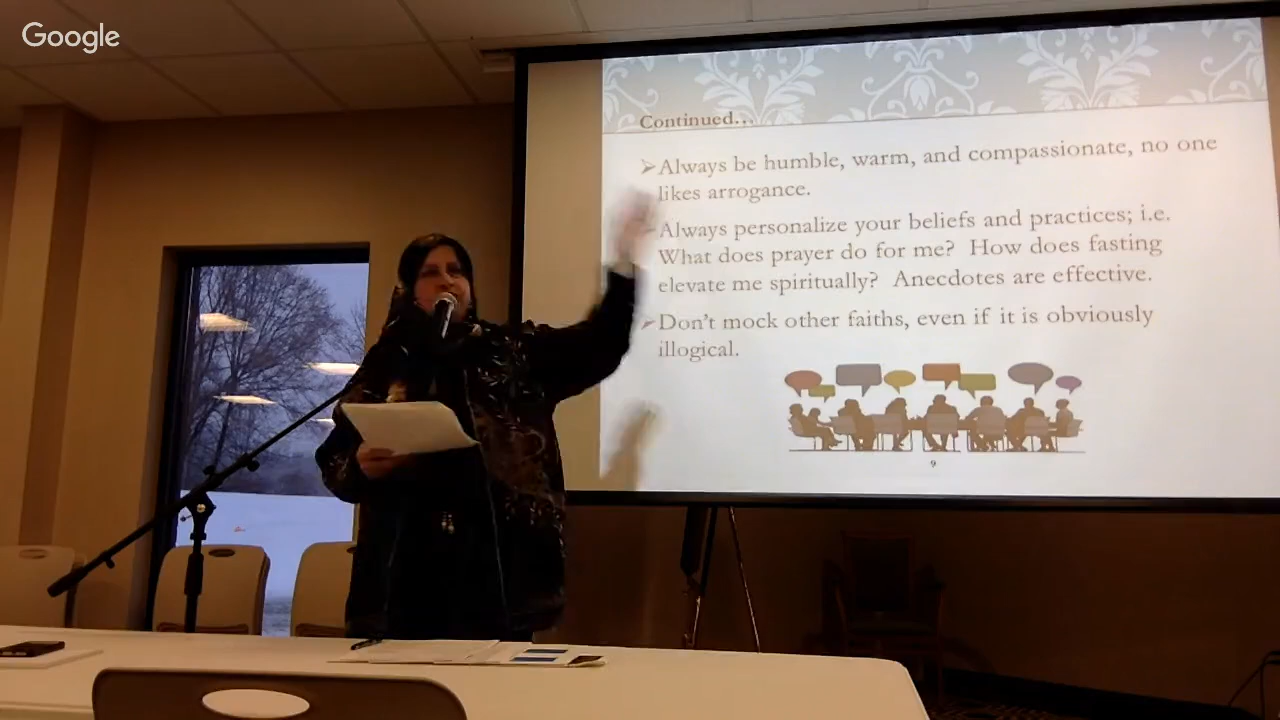 Google
Continued...
Always be humble, warm, and compassionate, no one
likes arrogance.
Always personalize your beliefs and practices; i.e.
What does prayer do for me? How does fasting
elevate me spiritually? Anecdotes are effective.
Don't mock other faiths, even if it is obviously
illogical.
9